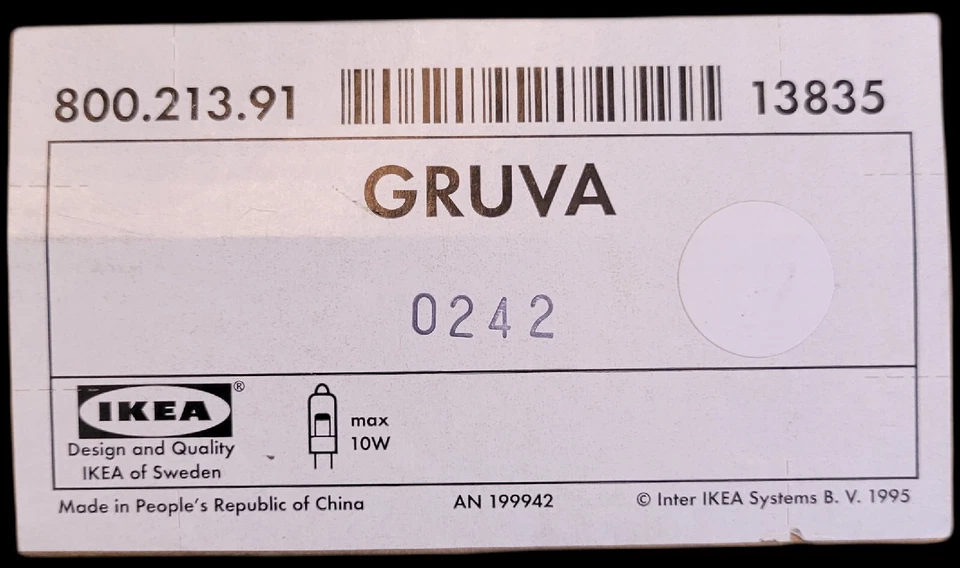 800.213.91 13835
GRUVA
0242
IKEA®
Design and Quality
IKEA of Sweden
max
10W
Made in People's Republic of China AN 199942 © Inter IKEA Systems B. V. 1995